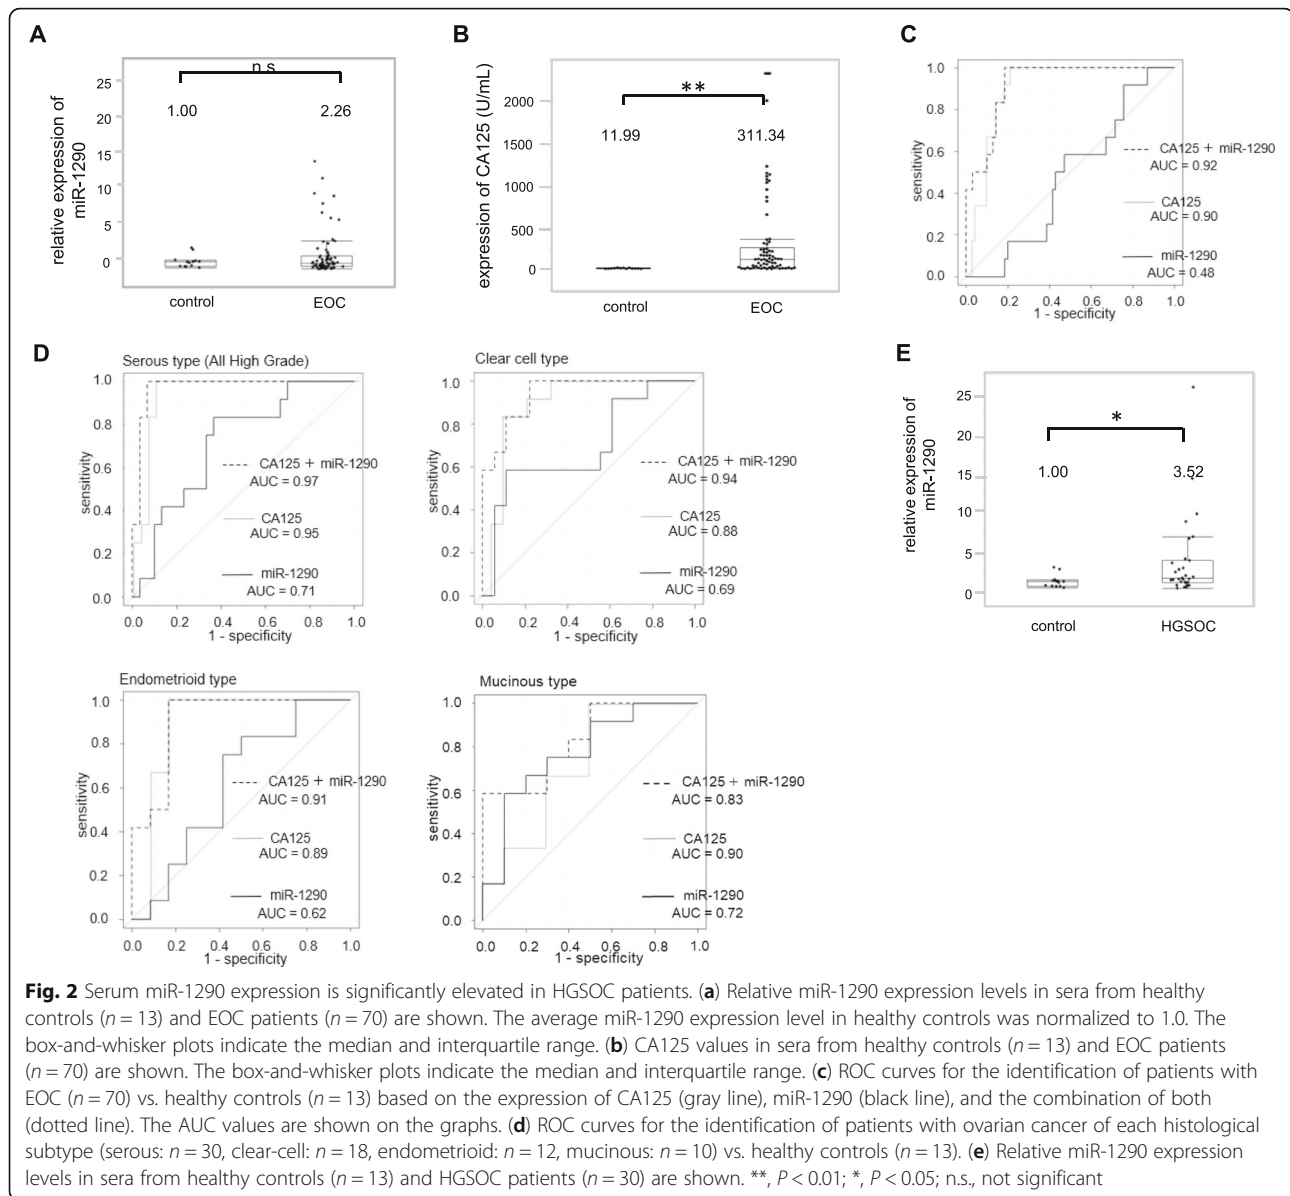 A
n s
1.00
2.26
25
20
15
10
5
0
relative expression of
miR-1290
control
EOC
B
**
11.99
311.34
2000
1500
1000
500
0
expression of CA125 (U/mL)
control
EOC
C
1.0
0.8
0.6
0.4
0.2
0.0
sensitivity
CA125 + miR-1290
AUC = 0.92
CA125
AUC = 0.90
miR-1290
AUC = 0.48
0.0 0.2 0.4 0.6 0.8 1.0
1 - specificity
D
Serous type (All High Grade)
1.0
0.8
0.6
0.4
0.2
0.0
sensitivity
CA125 + miR-1290
AUC = 0.97
CA125
AUC = 0.95
miR-1290
AUC = 0.71
0.0 0.2 0.4 0.6 0.8 1.0
1 - specificity
Clear cell type
1.0
0.8
0.6
0.4
0.2
0.0
sensitivity
CA125 + miR-1290
AUC = 0.94
CA125
AUC = 0.88
miR-1290
AUC = 0.69
0.0 0.2 0.4 0.6 0.8 1.0
1 - specificity
E
*
1.00
3.52
25
20
15
10
5
0
relative expression of
miR-1290
control
HGSOC
Endometrioid type
1.0
0.8
0.6
0.4
0.2
0.0
sensitivity
CA125 + miR-1290
AUC = 0.91
CA125
AUC = 0.89
miR-1290
AUC = 0.62
0.0 0.2 0.4 0.6 0.8 1.0
1 - specificity
Mucinous type
1.0
0.8
0.6
0.4
0.2
0.0
sensitivity
CA125 + miR-1290
AUC = 0.83
CA125
AUC = 0.90
miR-1290
AUC = 0.72
0.0 0.2 0.4 0.6 0.8 1.0
1 - specificity
Fig. 2 Serum miR-1290 expression is significantly elevated in HGSOC patients. (a) Relative miR-1290 expression levels in sera from healthy
controls (n = 13) and EOC patients (n = 70) are shown. The average miR-1290 expression level in healthy controls was normalized to 1.0. The
box-and-whisker plots indicate the median and interquartile range. (b) CA125 values in sera from healthy controls (n = 13) and EOC patients
(n = 70) are shown. The box-and-whisker plots indicate the median and interquartile range. (c) ROC curves for the identification of patients with
EOC (n = 70) vs. healthy controls (n = 13) based on the expression of CA125 (gray line), miR-1290 (black line), and the combination of both
(dotted line). The AUC values are shown on the graphs. (d) ROC curves for the identification of patients with ovarian cancer of each histological
subtype (serous: n = 30, clear-cell: n = 18, endometrioid: n = 12, mucinous: n = 10) vs. healthy controls (n = 13). (e) Relative miR-1290 expression
levels in sera from healthy controls (n = 13) and HGSOC patients (n = 30) are shown. **, P < 0.01; *, P < 0.05; n.s., not significant